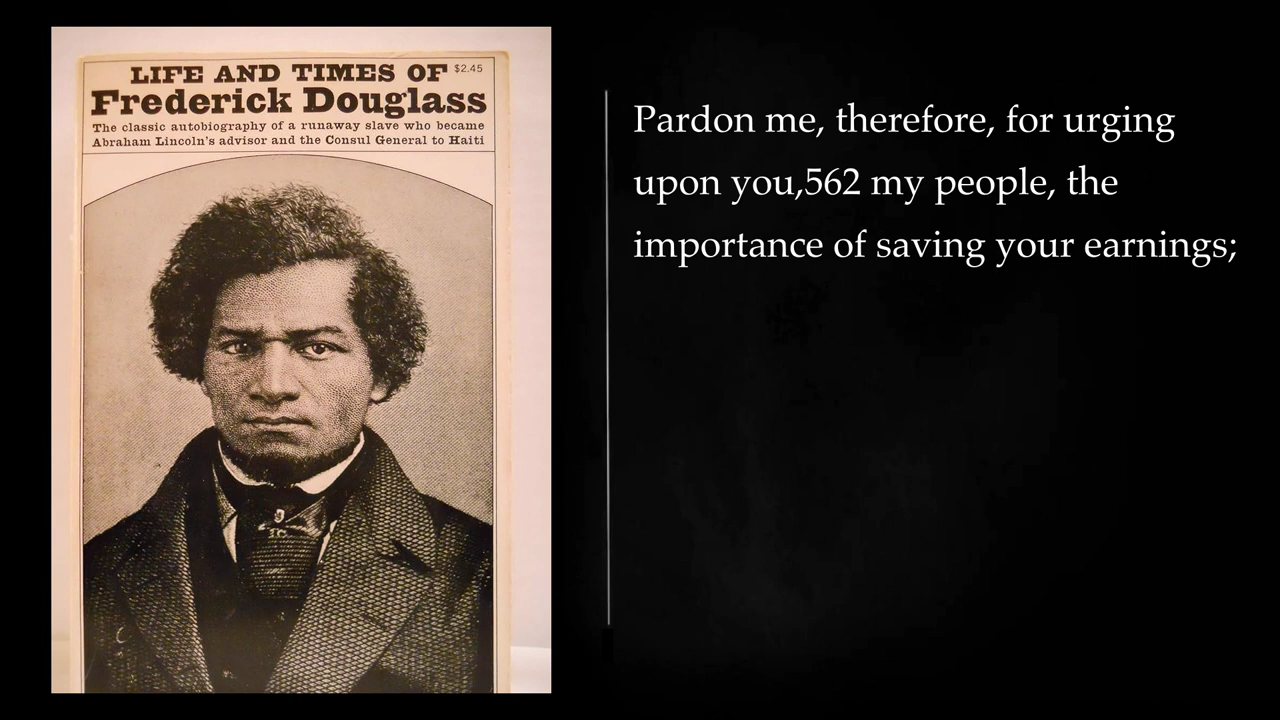 LIFE AND TIMES OF $2.45
Frederick Douglass
The classic autobiography of a runaway slave who became
Abraham Lincoln's advisor and the Consul General to Haiti
Pardon me, therefore, for urging
upon you,562 my people, the
importance of saving your earnings;